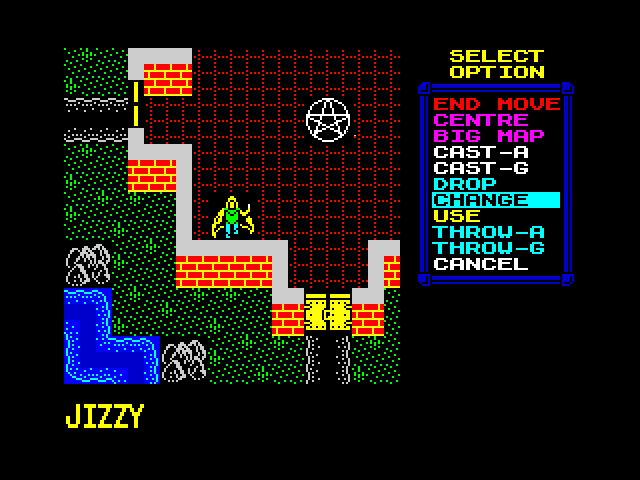 SELECT
OPTION
END MOVE
CENTRE
BIG MAP
CAST-A
CAST-G
DROP
CHANGE
USE
THROW-A
THROW-G
CANCEL
JIZZY